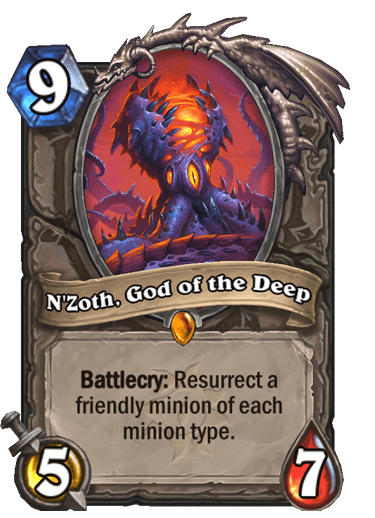 9
N'Zoth, God of the Deep
Battlecry: Resurrect a
friendly minion of each
minion type.
5
7